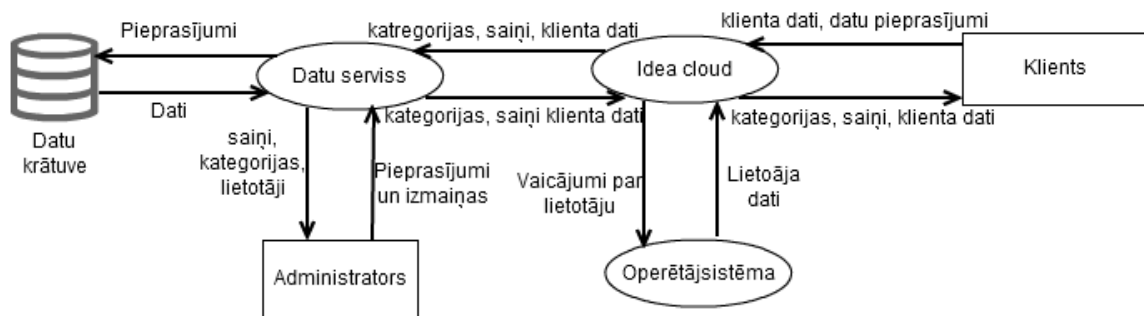 klienta dati, datu pieprasījumi
Pieprasījumi
katregorijas, saiņi, klienta dati
Datu serviss
Idea cloud
Klients
Dati
kategorijas, saiņi klienta dati
kategorijas, saiņi, klienta dati
Datu
krātuve
saiņi,
kategorijas,
lietotāji
Pieprasījumi
un izmaiņas
Vaicājumi par
lietotāju
Lietoāja
dati
Administrators
Operētājsistēma